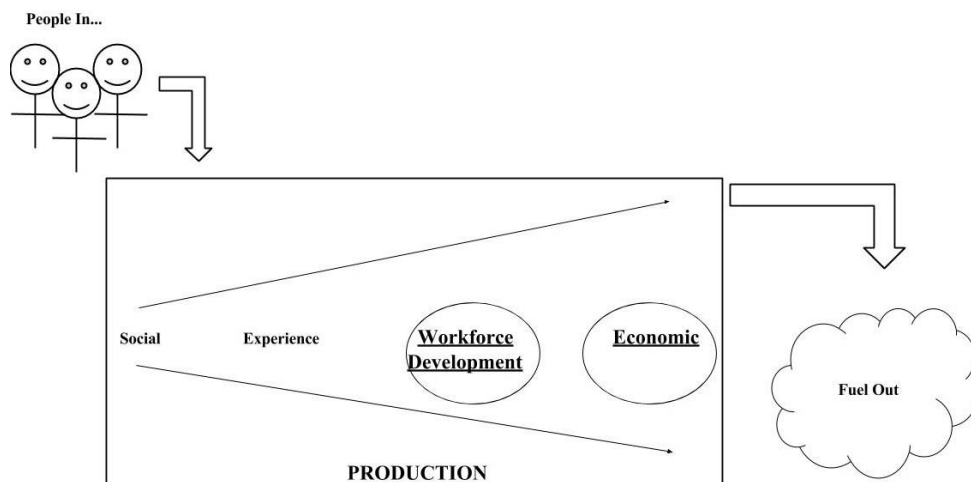 People In...
Social
Experience
Workforce
Development
Economic
Fuel Out
PRODUCTION